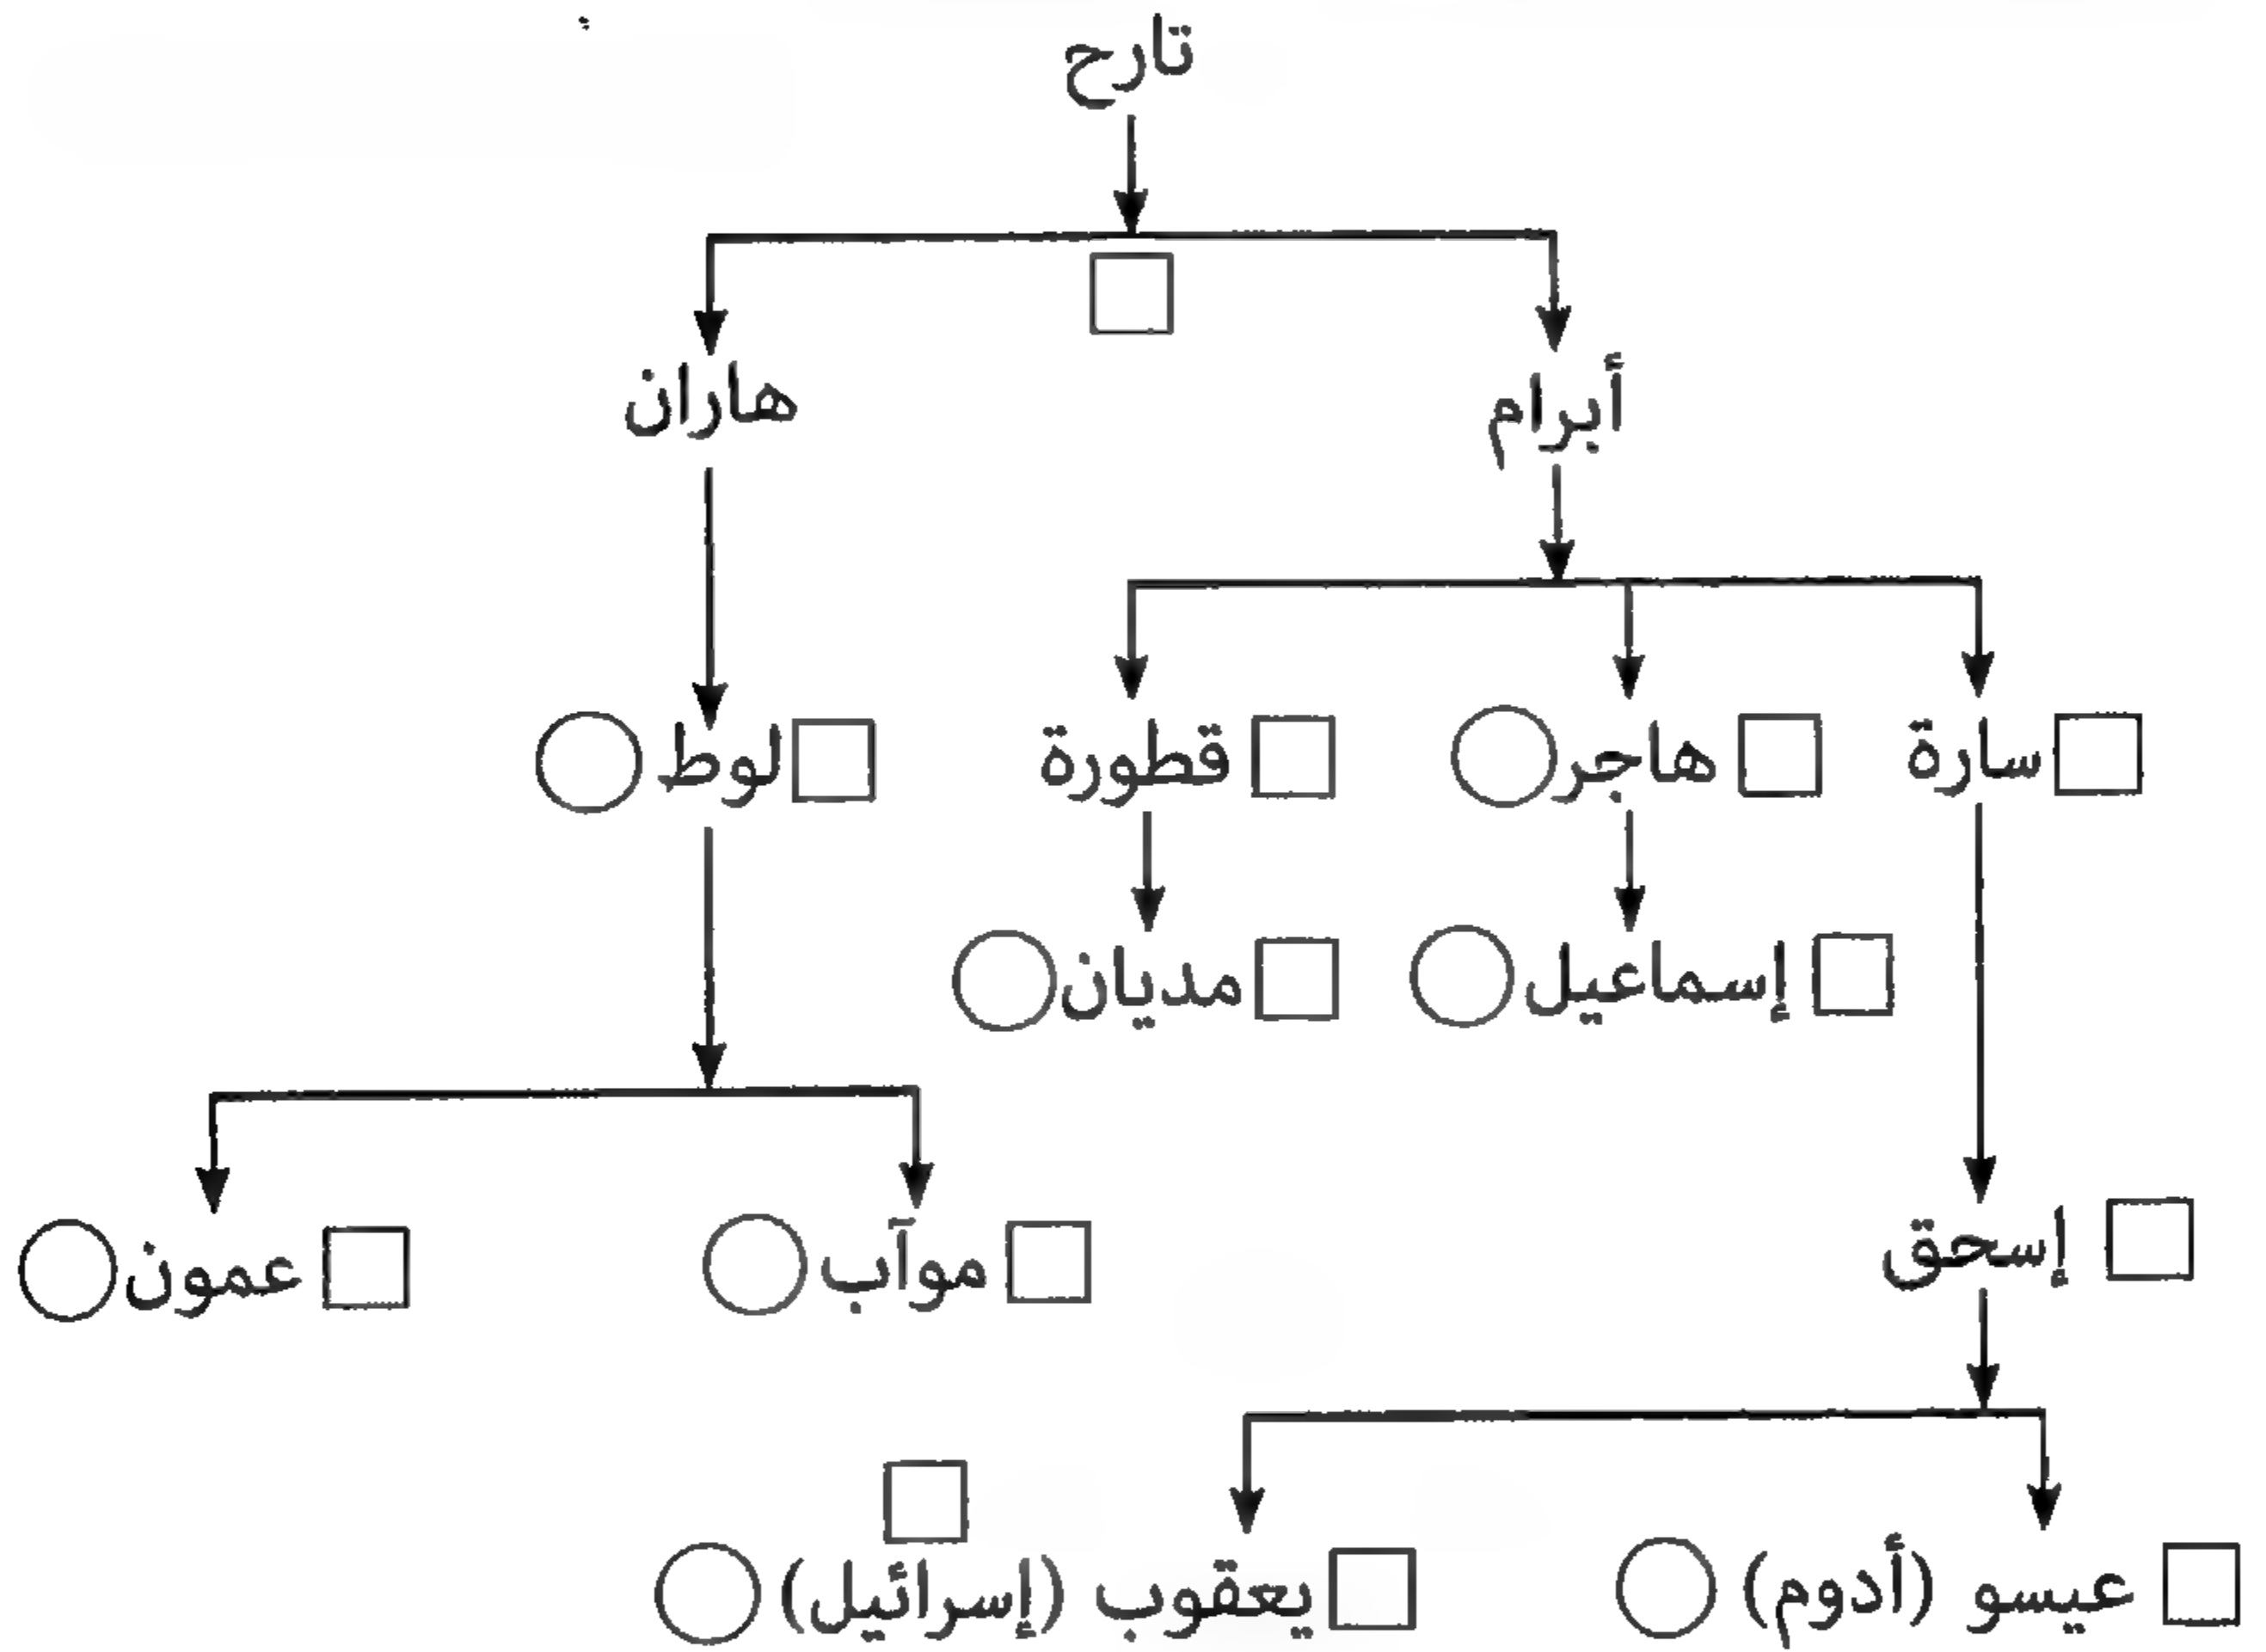 تارح
أبرام
هاران
سارة
هاجر
قطورة
لوط
إسماعيل
مديان
إسحق
موآب
عمون
عيسو (أدوم)
يعقوب (إسرائيل)